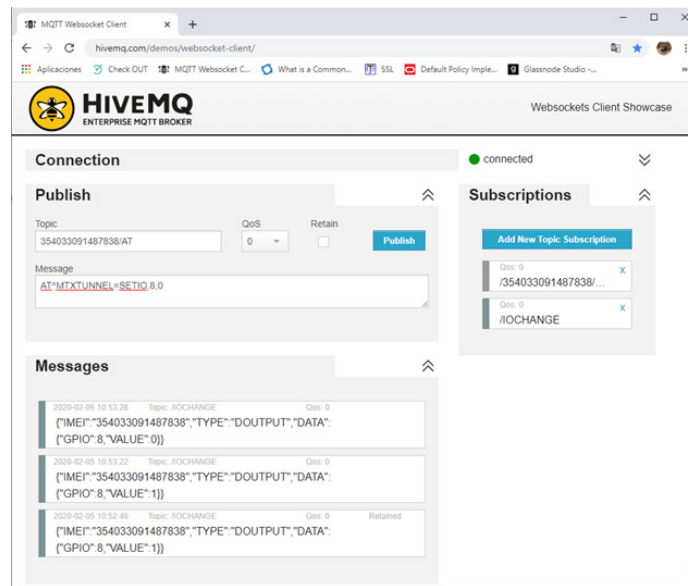 MQTT Websocket Client
hivemq.com/demos/websocket-client/
Aplicaciones Check OUT MQTT Websocket C... What is a Common... SSL Default Policy Imple... Glassnode Studio -...
HIVEMQ
ENTERPRISE MQTT BROKER
Websockets Client Showcase
Connection
connected
Publish
Topic QoS Retain
354033091487838/AT 0 Publish
Message
AT^MTXTUNNEL=SETIO,8,0
Subscriptions
Add New Topic Subscription
Qos: 0 x
/354033091487838/...
Qos: 0 x
/IOCHANGE
Messages
2020-02-05 10:53:28 Topic: /IOCHANGE Qos: 0
{"IMEI":"354033091487838","TYPE":"DOUTPUT","DATA":
{"GPIO":8,"VALUE":0}}
2020-02-05 10:53:22 Topic: /IOCHANGE Qos: 0
{"IMEI":"354033091487838","TYPE":"DOUTPUT","DATA":
{"GPIO":8,"VALUE":1}}
2020-02-05 10:52:46 Topic: /IOCHANGE Qos: 0 Retained
{"IMEI":"354033091487838","TYPE":"DOUTPUT","DATA":
{"GPIO":8,"VALUE":1}}